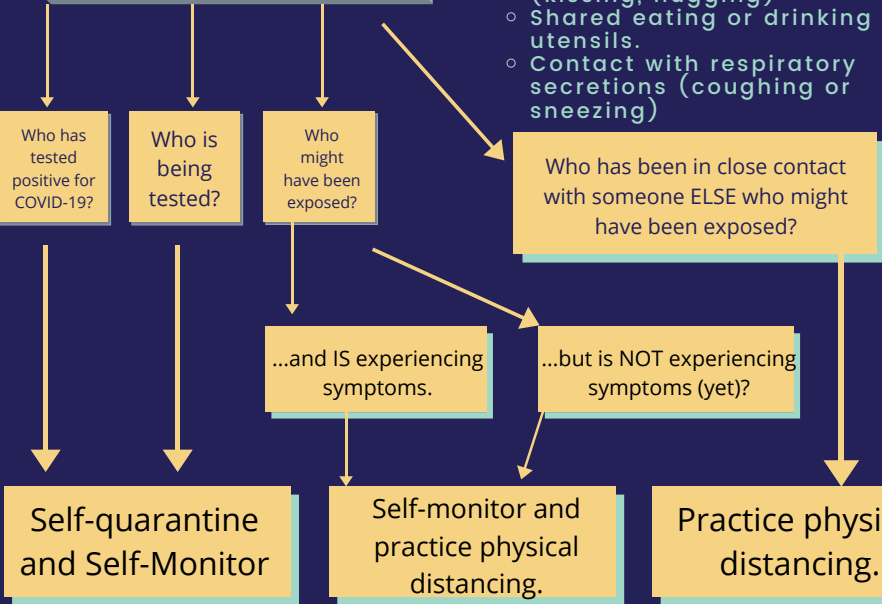 (kissing, hugging)
Shared eating or drinking
utensils.
Contact with respiratory
secretions (coughing or
sneezing)
Who has
tested
positive for
COVID-19?
Who is
being
tested?
Who
might
have been
exposed?
Who has been in close contact
with someone ELSE who might
have been exposed?
...and IS experiencing
symptoms.
...but is NOT experiencing
symptoms (yet)?
Self-quarantine
and Self-Monitor
Self-monitor and
practice physical
distancing.
Practice physi
distancing.